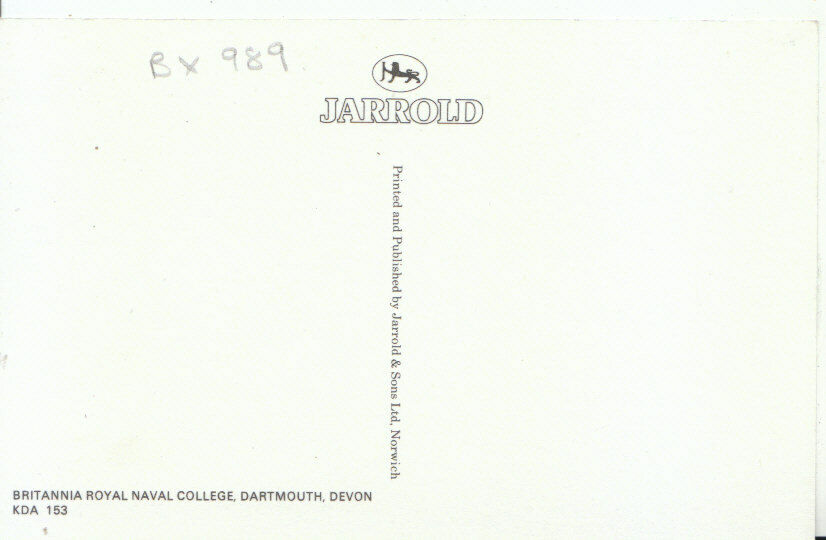 BX 989
JARROLD
Printed and Published by Jarrold & Sons Ltd, Norwich
BRITANNIA ROYAL NAVAL COLLEGE, DARTMOUTH, DEVON
KDA 153